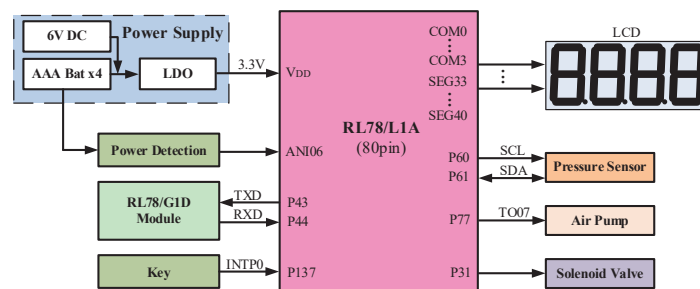 Power Supply
6V DC
AAA Bat x4
LDO
3.3V
VDD
Power Detection
ANI06
RL78/G1D
Module
TXD
RXD
P43
P44
Key
INTP0
P137
RL78/L1A
(80pin)
COM0
COM3
SEG33
SEG40
P60
P61
P77
P31
LCD
8888
SCL
SDA
Pressure Sensor
TO07
Air Pump
Solenoid Valve